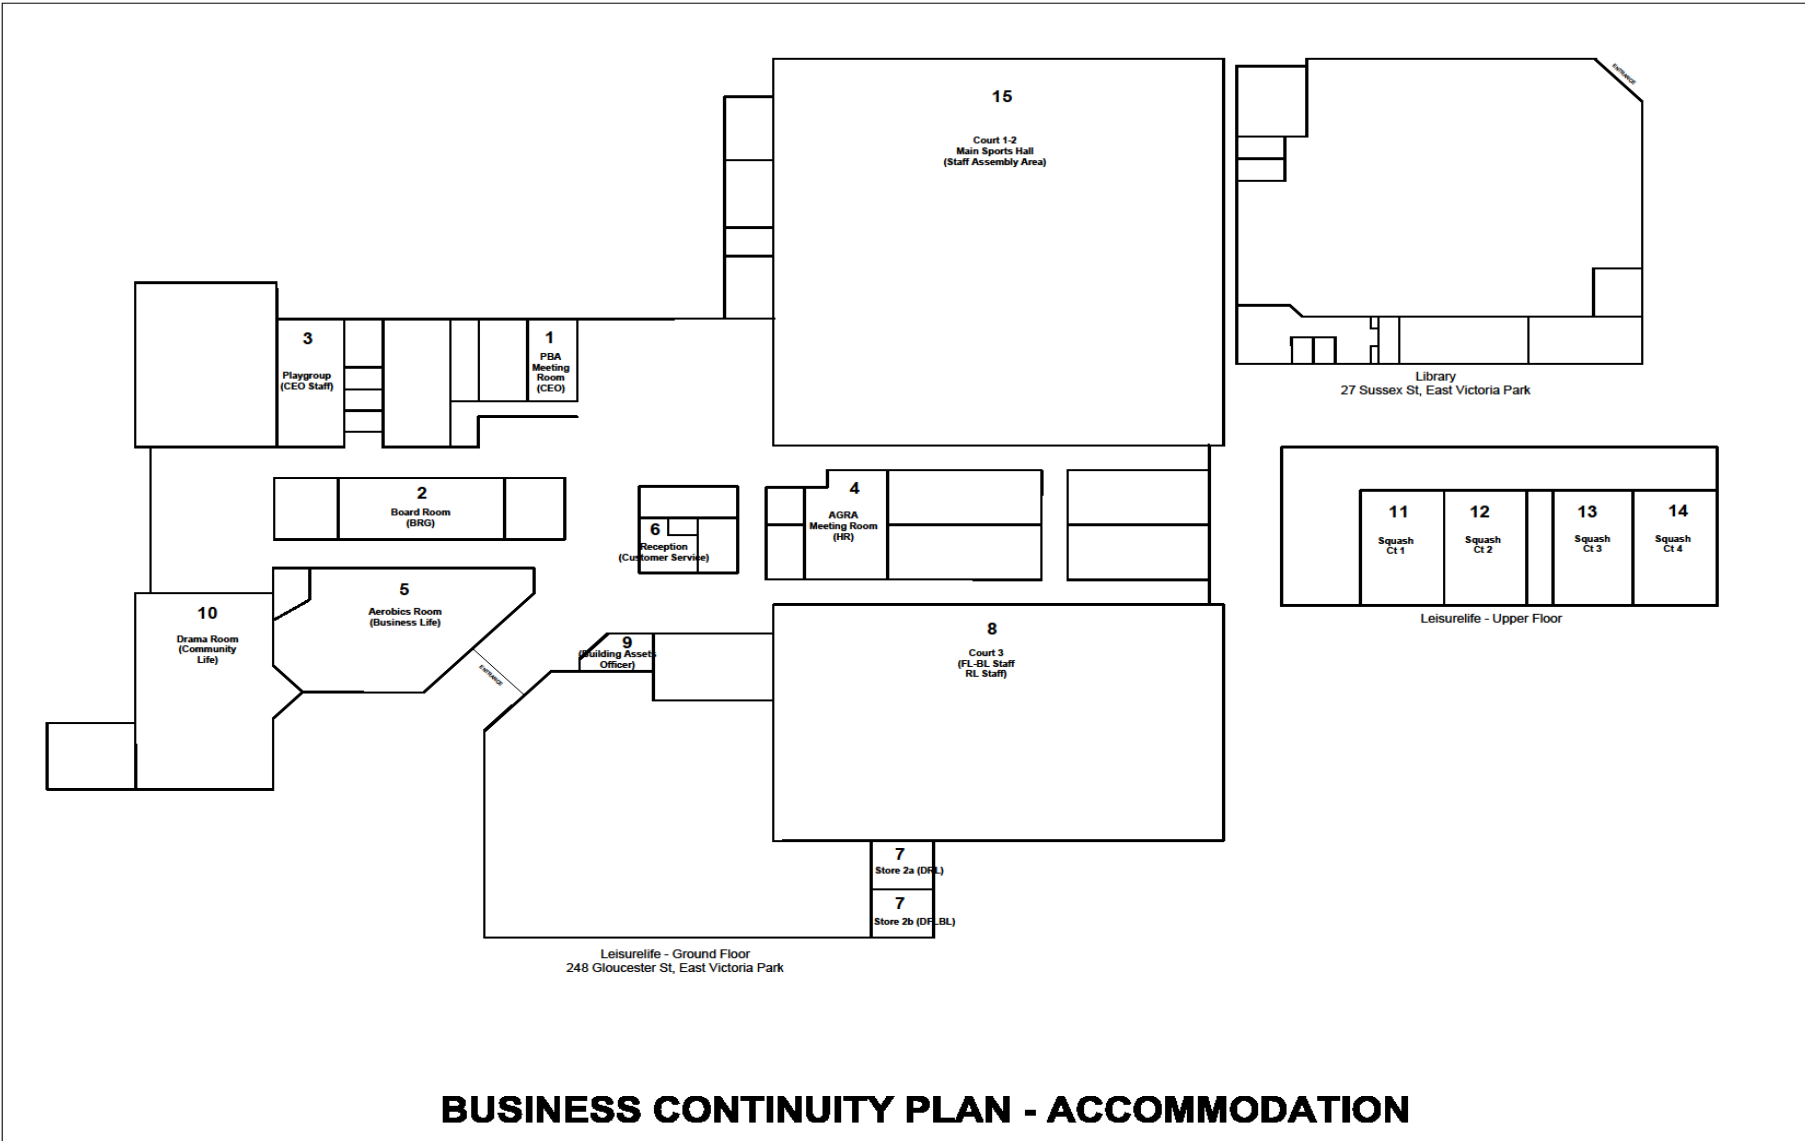 15
Court 1-2
Main Sports Hall
(Staff Assembly Area)
ENTRANCE
Library
27 Sussex St, East Victoria Park
3
Playgroup
(CEO Staff)
1
PBA
Meeting
Room
(CEO)
2
Board Room
(BRG)
6
Reception
(Customer Service)
4
AGRA
Meeting Room
(HR)
11
Squash
Ct 1
12
Squash
Ct 2
13
Squash
Ct 3
14
Squash
Ct 4
Leisurelife - Upper Floor
10
Drama Room
(Community
Life)
5
Aerobics Room
(Business Life)
ENTRANCE
9
(Building Assets
Officer)
8
Court 3
(FL-BL Staff
RL Staff)
7
Store 2a (DRL)
7
Store 2b (DFLBL)
Leisurelife - Ground Floor
248 Gloucester St, East Victoria Park
BUSINESS CONTINUITY PLAN - ACCOMMODATION